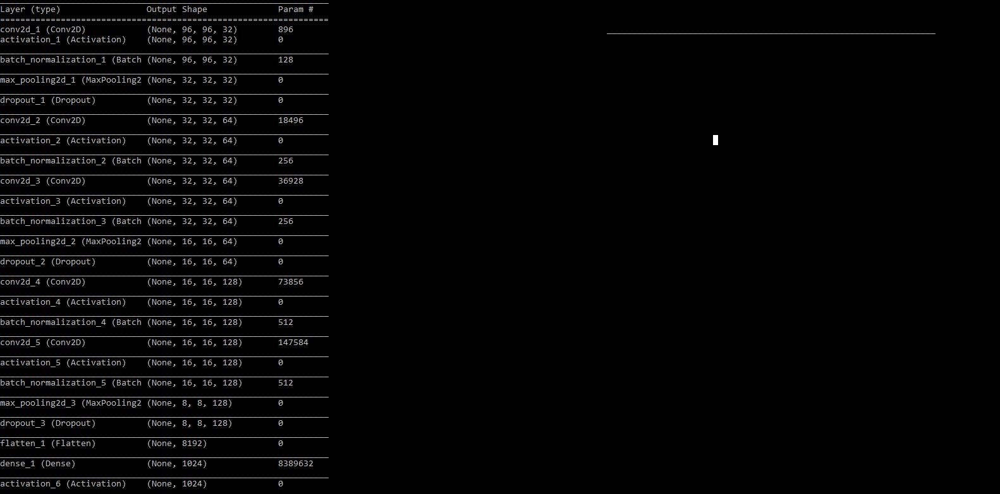 Layer (type) Output Shape Param #
=================================================================
conv2d_1 (Conv2D) (None, 96, 96, 32) 896
activation_1 (Activation) (None, 96, 96, 32) 0
batch_normalization_1 (Batch (None, 96, 96, 32) 128
max_pooling2d_1 (MaxPooling2 (None, 32, 32, 32) 0
dropout_1 (Dropout) (None, 32, 32, 32) 0
conv2d_2 (Conv2D) (None, 32, 32, 64) 18496
activation_2 (Activation) (None, 32, 32, 64) 0
batch_normalization_2 (Batch (None, 32, 32, 64) 256
conv2d_3 (Conv2D) (None, 32, 32, 64) 36928
activation_3 (Activation) (None, 32, 32, 64) 0
batch_normalization_3 (Batch (None, 32, 32, 64) 256
max_pooling2d_2 (MaxPooling2 (None, 16, 16, 64) 0
dropout_2 (Dropout) (None, 16, 16, 64) 0
conv2d_4 (Conv2D) (None, 16, 16, 128) 73856
activation_4 (Activation) (None, 16, 16, 128) 0
batch_normalization_4 (Batch (None, 16, 16, 128) 512
conv2d_5 (Conv2D) (None, 16, 16, 128) 147584
activation_5 (Activation) (None, 16, 16, 128) 0
batch_normalization_5 (Batch (None, 16, 16, 128) 512
max_pooling2d_3 (MaxPooling2 (None, 8, 8, 128) 0
dropout_3 (Dropout) (None, 8, 8, 128) 0
flatten_1 (Flatten) (None, 8192) 0
dense_1 (Dense) (None, 1024) 8389632
activation_6 (Activation) (None, 1024) 0